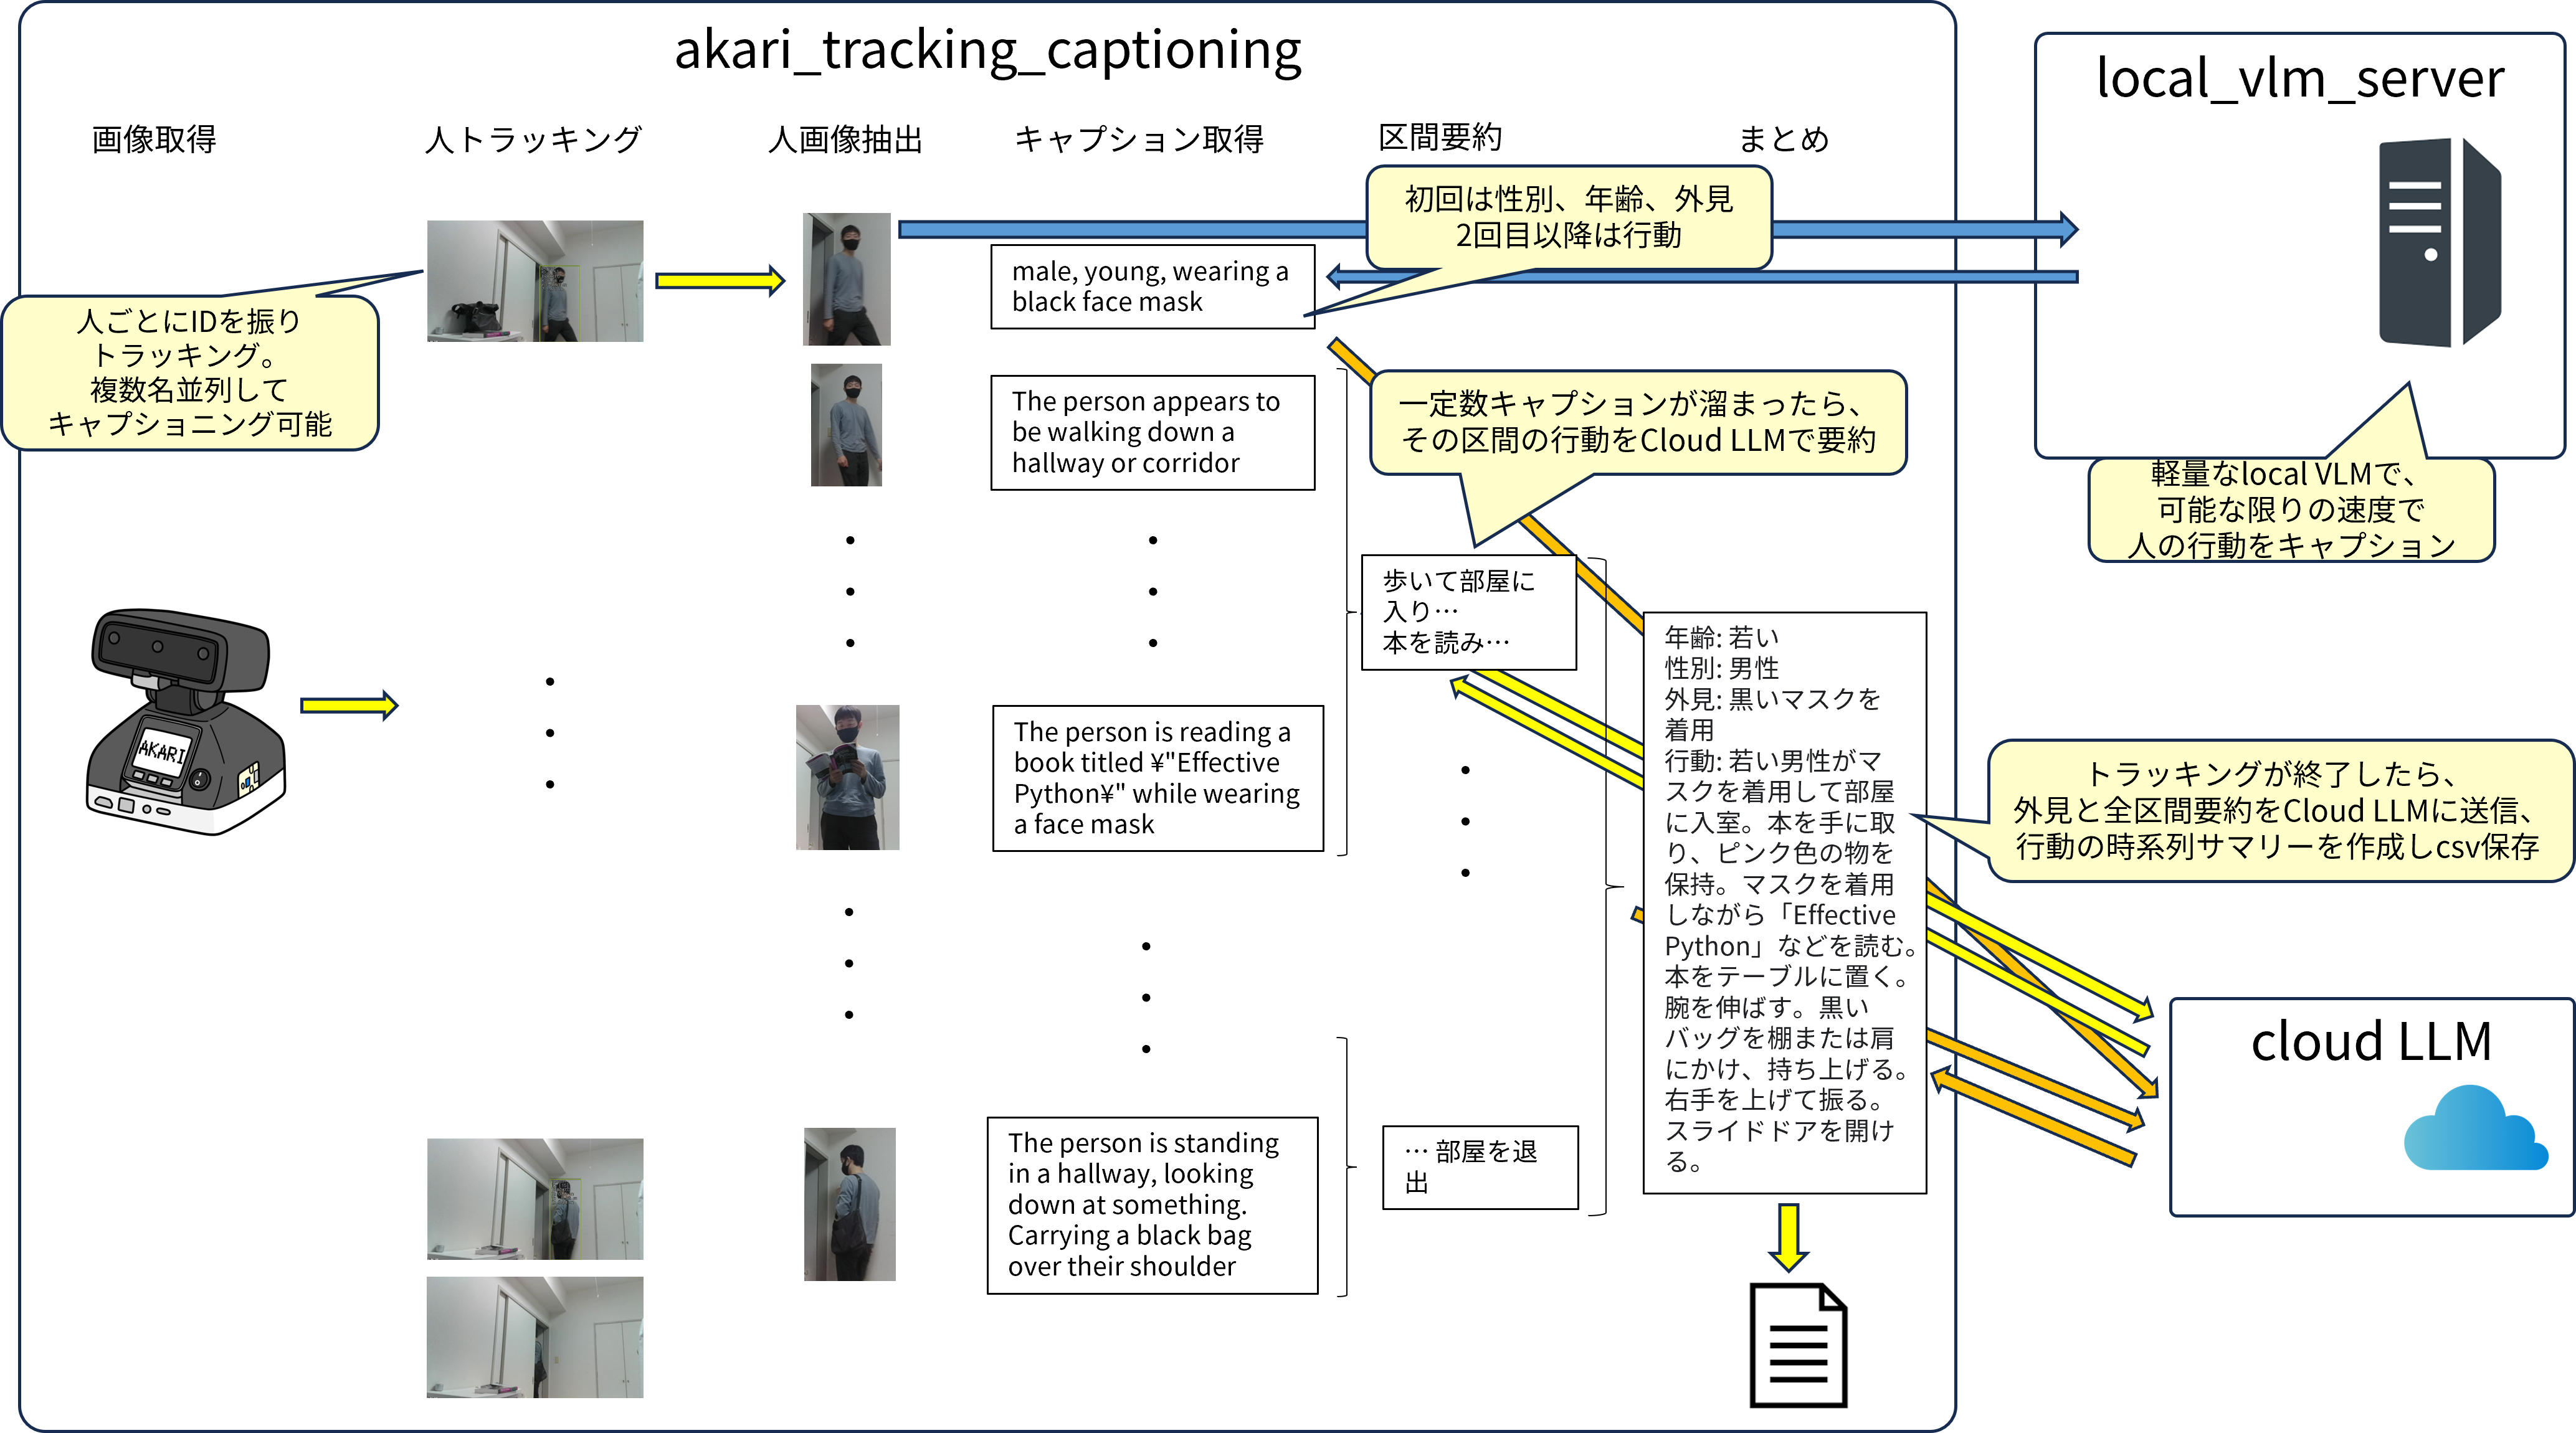 akari_tracking_captioning
画像取得
人トラッキング
人画像抽出
キャプション取得
区間要約
まとめ
local_vlm_server
初回は性別、年齢、外見
2回目以降は行動
male, young, wearing a
black face mask
人ごとにIDを振り
トラッキング。
複数名並列して
キャプショニング可能
The person appears to
be walking down a
hallway or corridor
一定数キャプションが溜まったら、
その区間の行動をCloud LLMで要約
軽量なlocal VLMで、
可能な限りの速度で
人の行動をキャプション
歩いて部屋に
入り…
本を読み…
AKARI
The person is reading a
book titled ¥"Effective
Python¥" while wearing
a face mask
年齢: 若い
性別: 男性
外見: 黒いマスクを
着用
行動: 若い男性がマ
スクを着用して部屋
に入室。本を手に取
り、ピンク色の物を
保持。マスクを着用
しながら「Effective
Python」などを読む。
本をテーブルに置く。
腕を伸ばす。黒い
バッグを棚または肩
にかけ、持ち上げる。
右手を上げて振る。
スライドドアを開け
る。
トラッキングが終了したら、
外見と全区間要約をCloud LLMに送信、
行動の時系列サマリーを作成しcsv保存
cloud LLM
The person is standing
in a hallway, looking
down at something.
Carrying a black bag
over their shoulder
… 部屋を退
出